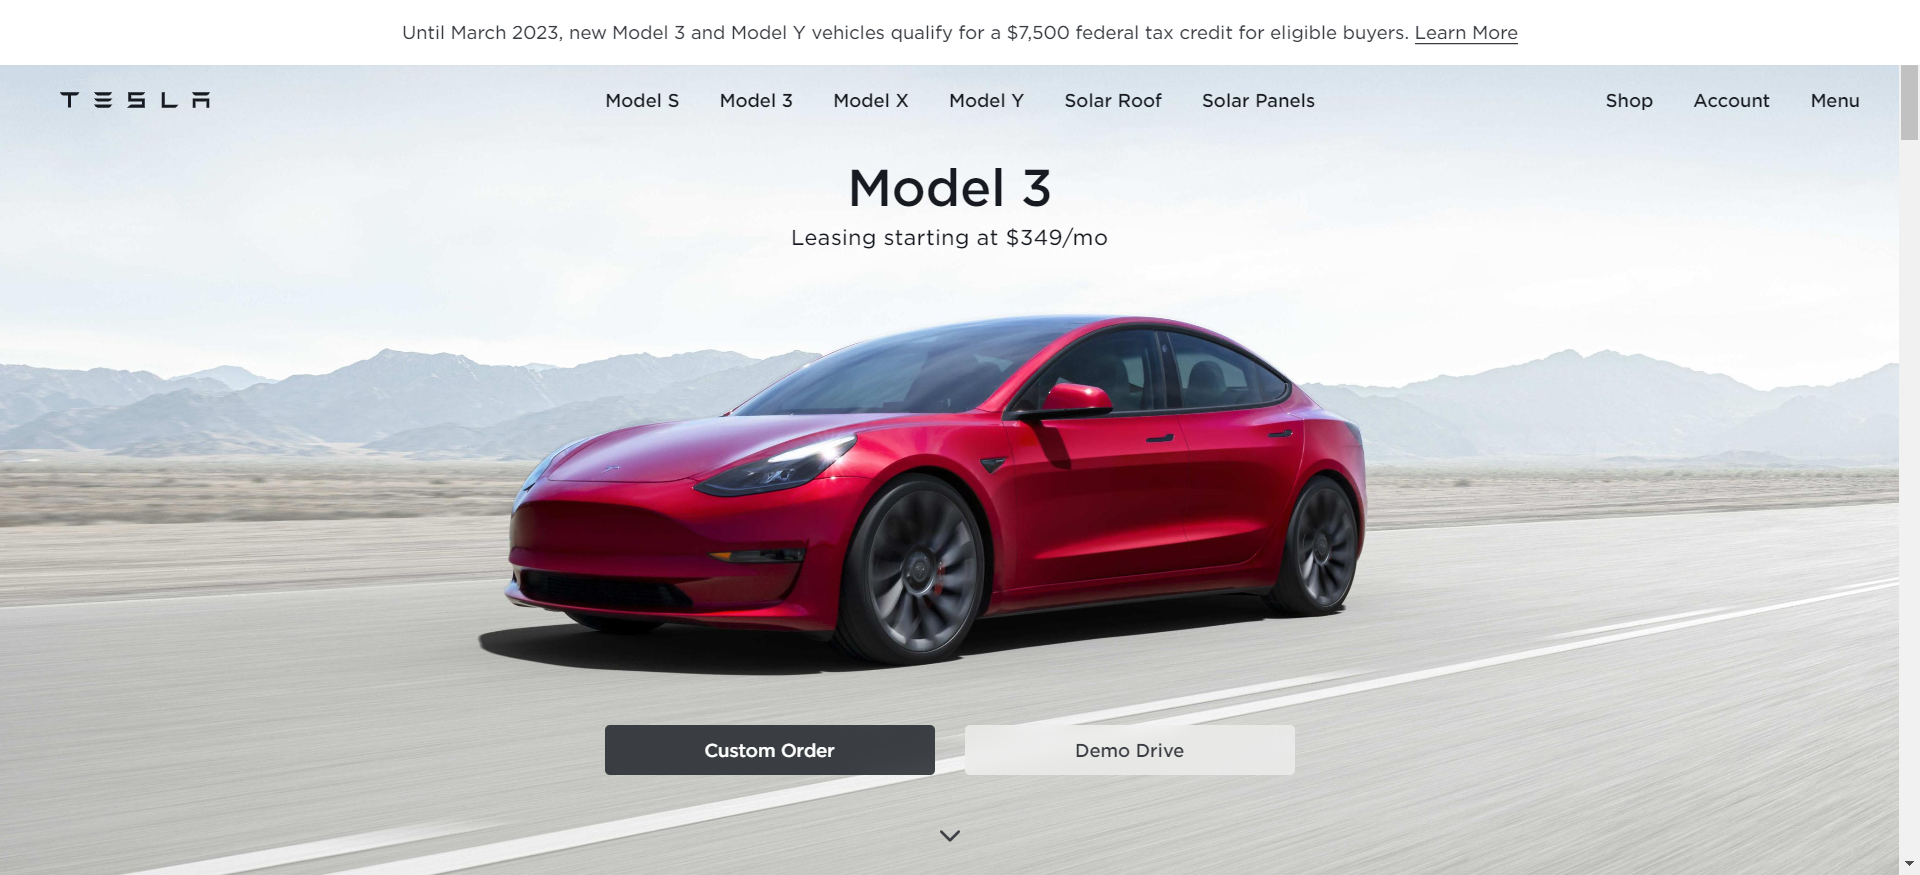 Until March 2023, new Model 3 and Model Y vehicles qualify for a $7,500 federal tax credit for eligible buyers. Learn More
TESLA Model S Model 3 Model X Model Y Solar Roof Solar Panels Shop Account Menu
Model 3
Leasing starting at $349/mo
Custom Order Demo Drive